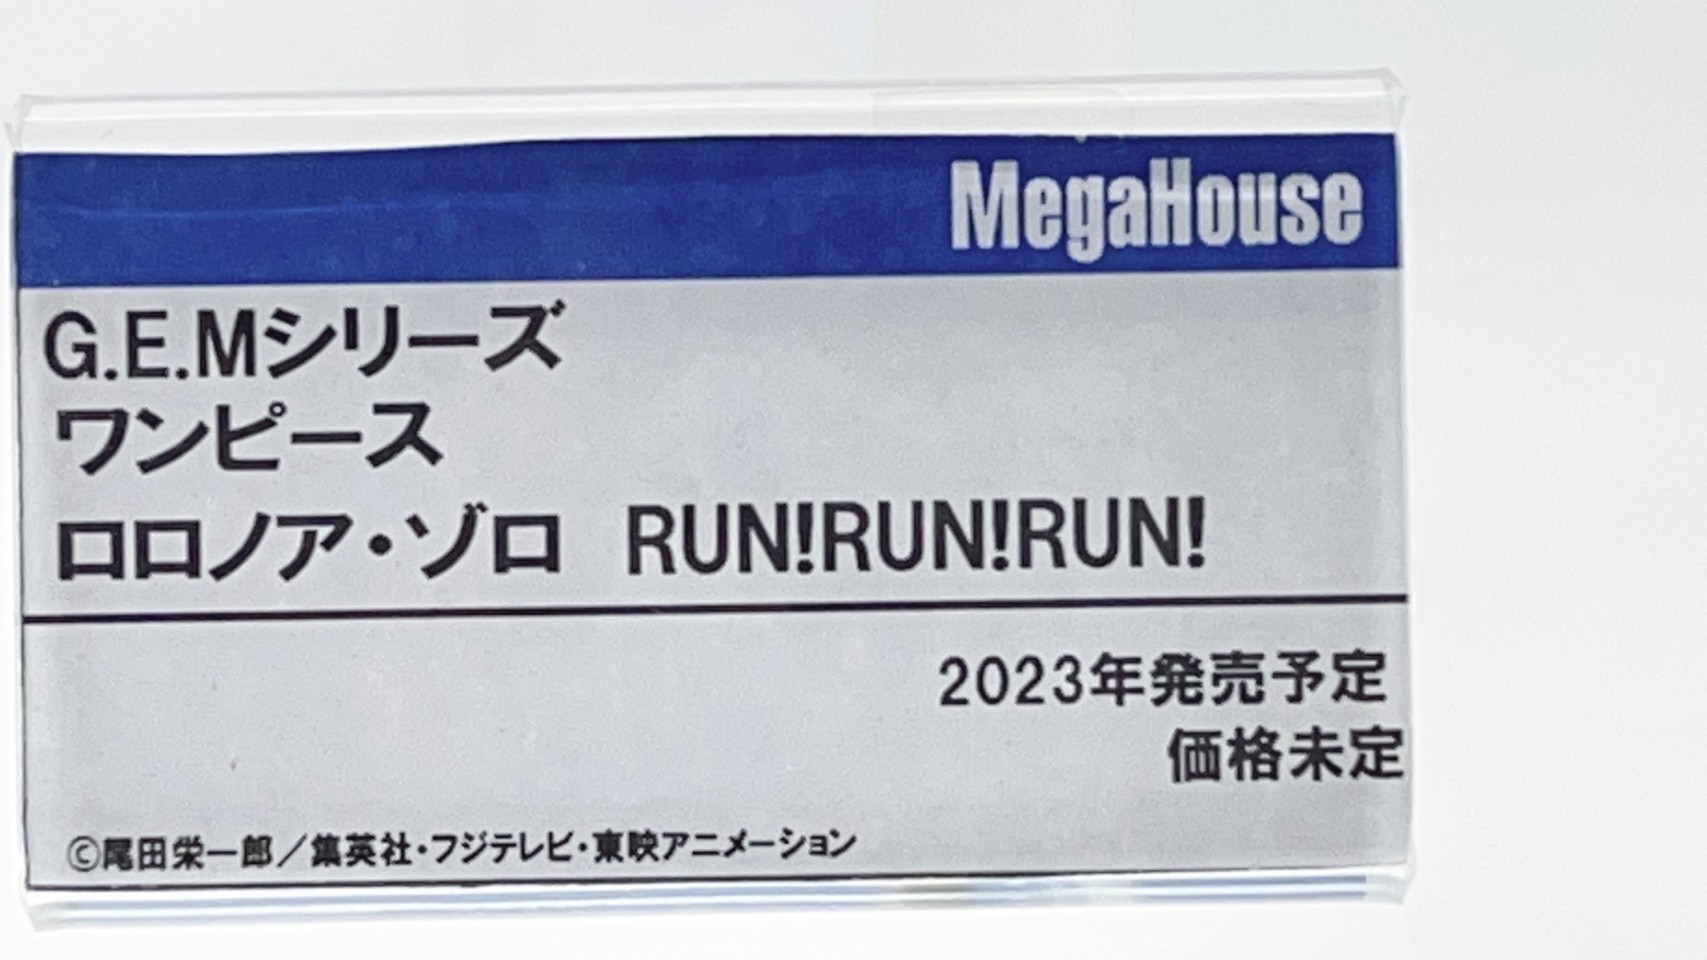 MegaHouse
G.E.Mシリーズ
ワンピース
ロロノア・ゾロ　RUN!RUN!RUN!
2023年発売予定
価格未定
©尾田栄一郎／集英社・フジテレビ・東映アニメーション